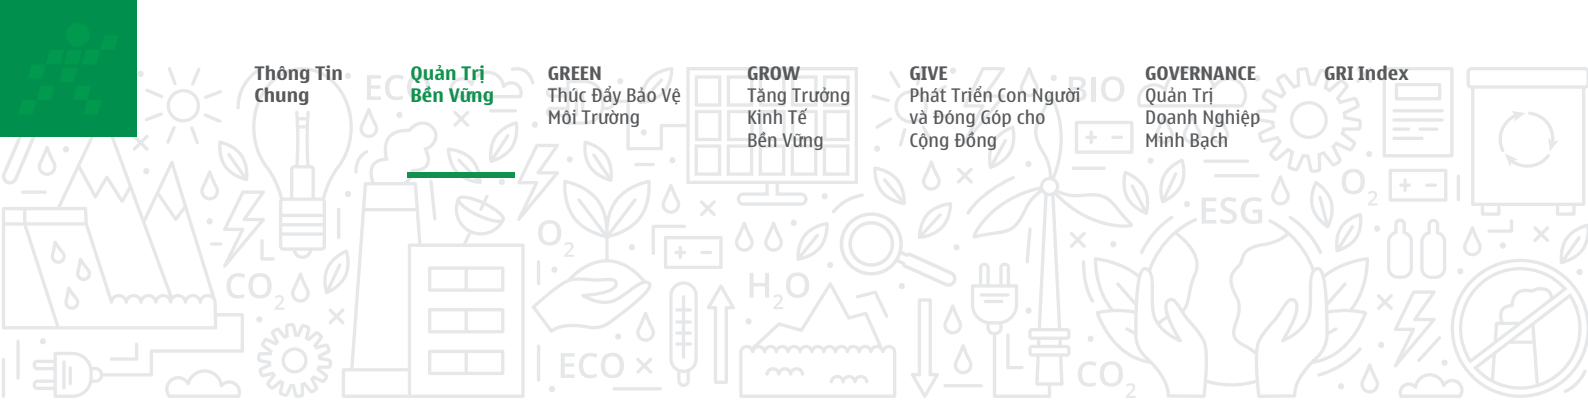 Thông Tin
Chung
Quản Trị
Bền Vững
GREEN
Thúc Đẩy Bảo Vệ
Môi Trường
GROW
Tăng Trưởng
Kinh Tế
Bền Vững
GIVE
Phát Triển Con Người
và Đóng Góp cho
Cộng Đồng
GOVERNANCE
Quản Trị
Doanh Nghiệp
Minh Bạch
GRI Index
ECO
BIO
O2
ESG
O2
CO2
H2O
ECO
CO2